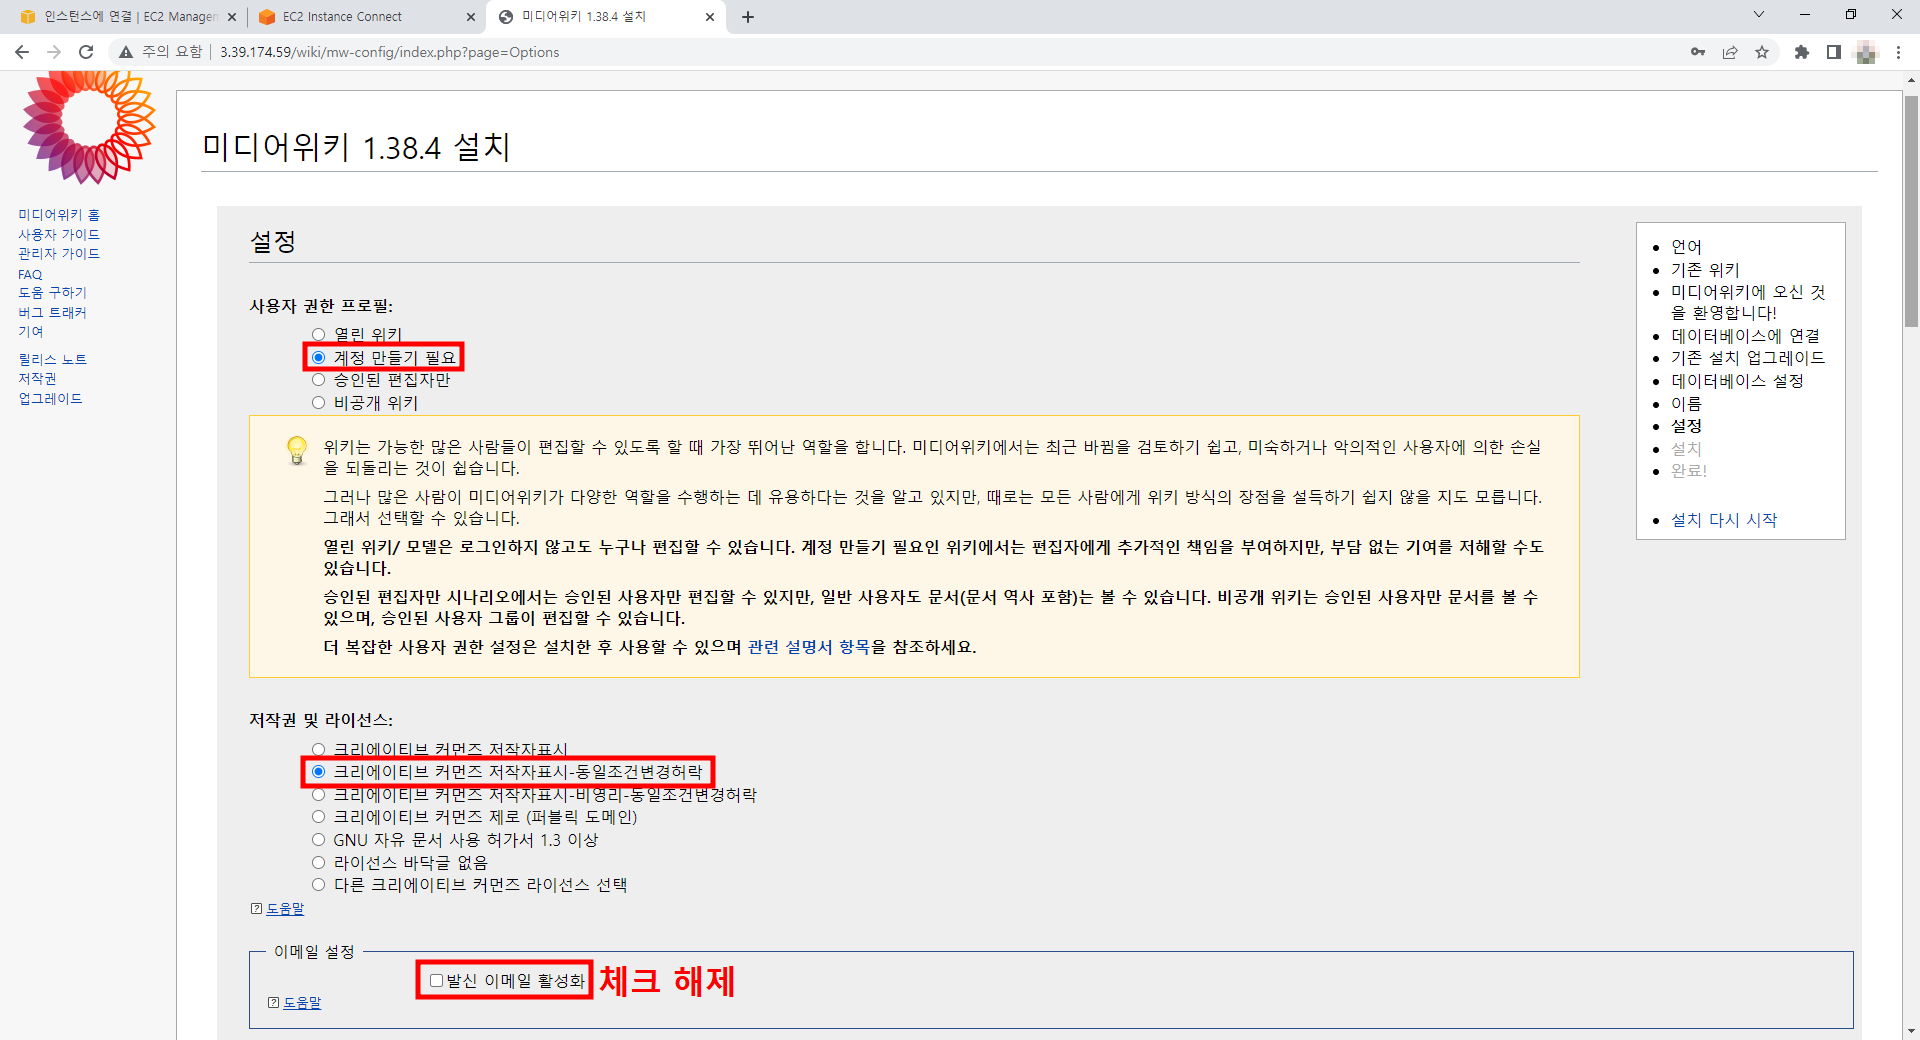 인스턴스에 연결 | EC2 Manage
EC2 Instance Connect
미디어위키 1.38.4 설치
주의 요함
3.39.174.59/wiki/mw-config/index.php?page=Options
미디어위키 홈
사용자 가이드
관리자 가이드
FAQ
도움 구하기
버그 트래커
기여
릴리스 노트
저작권
업그레이드
미디어위키 1.38.4 설치
설정
사용자 권한 프로필:
열린 위키
계정 만들기 필요
승인된 편집자만
비공개 위키
위키는 가능한 많은 사람들이 편집할 수 있도록 할 때 가장 뛰어난 역할을 합니다. 미디어위키에서는 최근 바뀜을 검토하기 쉽고, 미숙하거나 악의적인 사용자에 의한 손실
을 되돌리는 것이 쉽습니다.
그러나 많은 사람이 미디어위키가 다양한 역할을 수행하는 데 유용하다는 것을 알고 있지만, 때로는 모든 사람에게 위키 방식의 장점을 설득하기 쉽지 않을 지도 모릅니다.
그래서 선택할 수 있습니다.
열린 위키/ 모델은 로그인하지 않고도 누구나 편집할 수 있습니다. 계정 만들기 필요인 위키에서는 편집자에게 추가적인 책임을 부여하지만, 부담 없는 기여를 저해할 수도
있습니다.
승인된 편집자만 시나리오에서는 승인된 사용자만 편집할 수 있지만, 일반 사용자도 문서(문서 역사 포함)는 볼 수 있습니다. 비공개 위키는 승인된 사용자만 문서를 볼 수
있으며, 승인된 사용자 그룹이 편집할 수 있습니다.
더 복잡한 사용자 권한 설정은 설치한 후 사용할 수 있으며 관련 설명서 항목을 참조하세요.
저작권 및 라이선스:
크리에이티브 커먼즈 저작자표시
크리에이티브 커먼즈 저작자표시-동일조건변경허락
크리에이티브 커먼즈 저작자표시-비영리-동일조건변경허락
크리에이티브 커먼즈 제로 (퍼블릭 도메인)
GNU 자유 문서 사용 허가서 1.3 이상
라이선스 바닥글 없음
다른 크리에이티브 커먼즈 라이선스 선택
? 도움말
이메일 설정
발신 이메일 활성화
체크 해제
? 도움말
언어
기존 위키
미디어위키에 오신 것
을 환영합니다!
데이터베이스에 연결
기존 설치 업그레이드
데이터베이스 설정
이름
설정
설치
완료!
설치 다시 시작